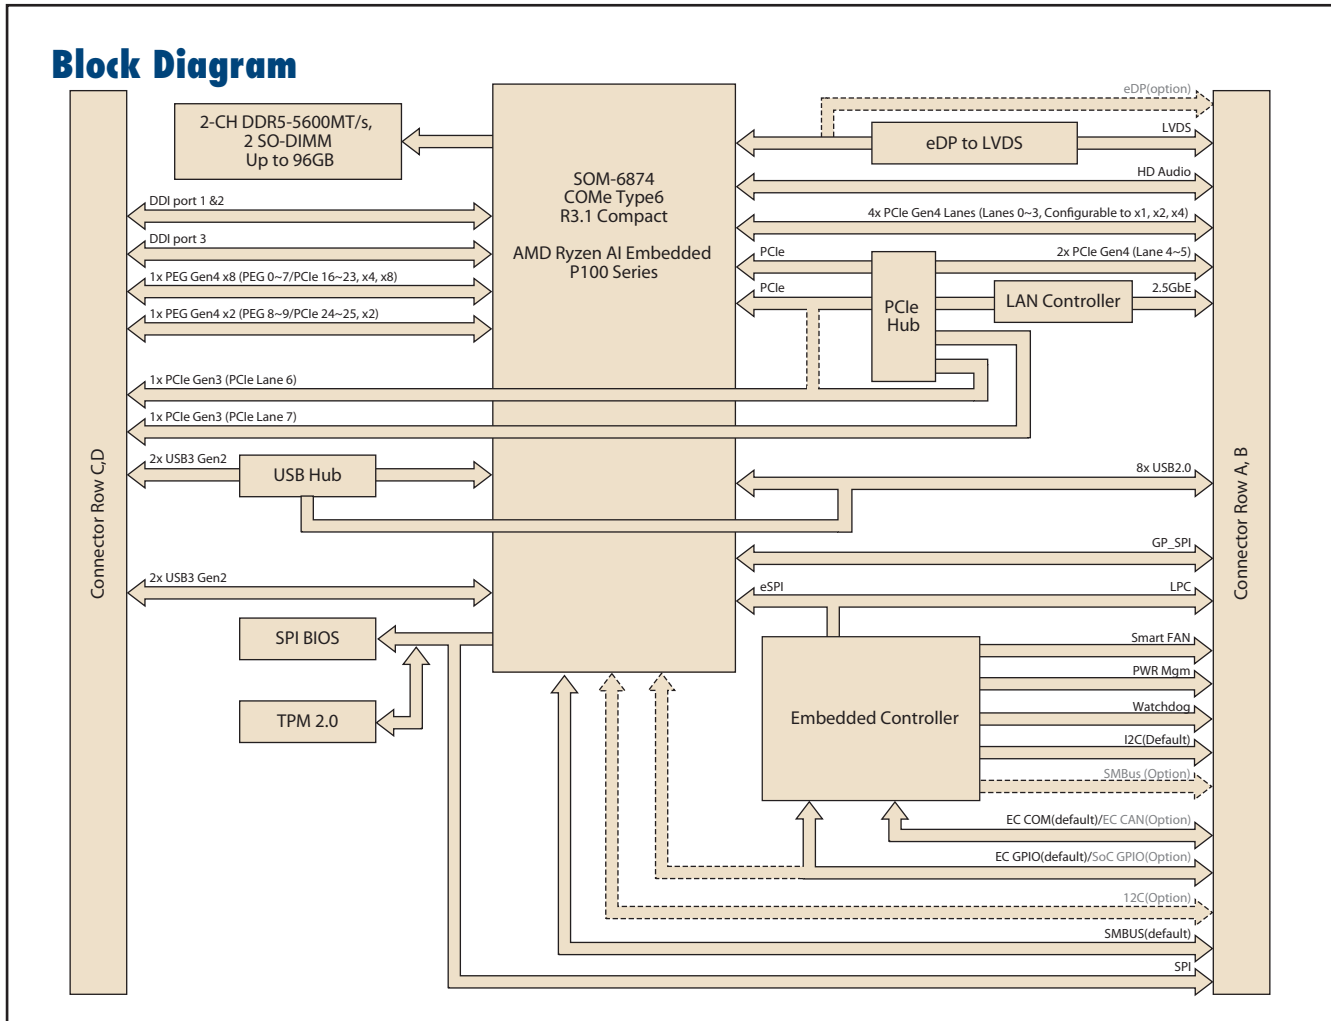 Block Diagram
2-CH DDR5-5600MT/s,
2 SO-DIMM
Up to 96GB
SOM-6874
COMe Type6
R3.1 Compact
AMD Ryzen AI Embedded
P100 Series
Connector Row C,D
DDI port 1 &2
DDI port 3
1x PEG Gen4 x8 (PEG 0~7/PCIe 16~23, x4, x8)
1x PEG Gen4 x2 (PEG 8~9/PCIe 24~25, x2)
1x PCIe Gen3 (PCIe Lane 6)
1x PCIe Gen3 (PCIe Lane 7)
2x USB3 Gen2
USB Hub
2x USB3 Gen2
SPI BIOS
TPM 2.0
eDP(option)
LVDS
eDP to LVDS
HD Audio
4x PCIe Gen4 Lanes (Lanes 0~3, Configurable to x1, x2, x4)
PCIe
2x PCIe Gen4 (Lane 4~5)
PCIe
PCIe
Hub
LAN Controller
2.5GbE
8x USB2.0
GP_SPI
eSPI
LPC
Embedded Controller
Smart FAN
PWR Mgm
Watchdog
I2C(Default)
SMBus (Option)
EC COM(default)/EC CAN(Option)
EC GPIO(default)/SoC GPIO(Option)
12C(Option)
SMBUS(default)
SPI
Connector Row A, B